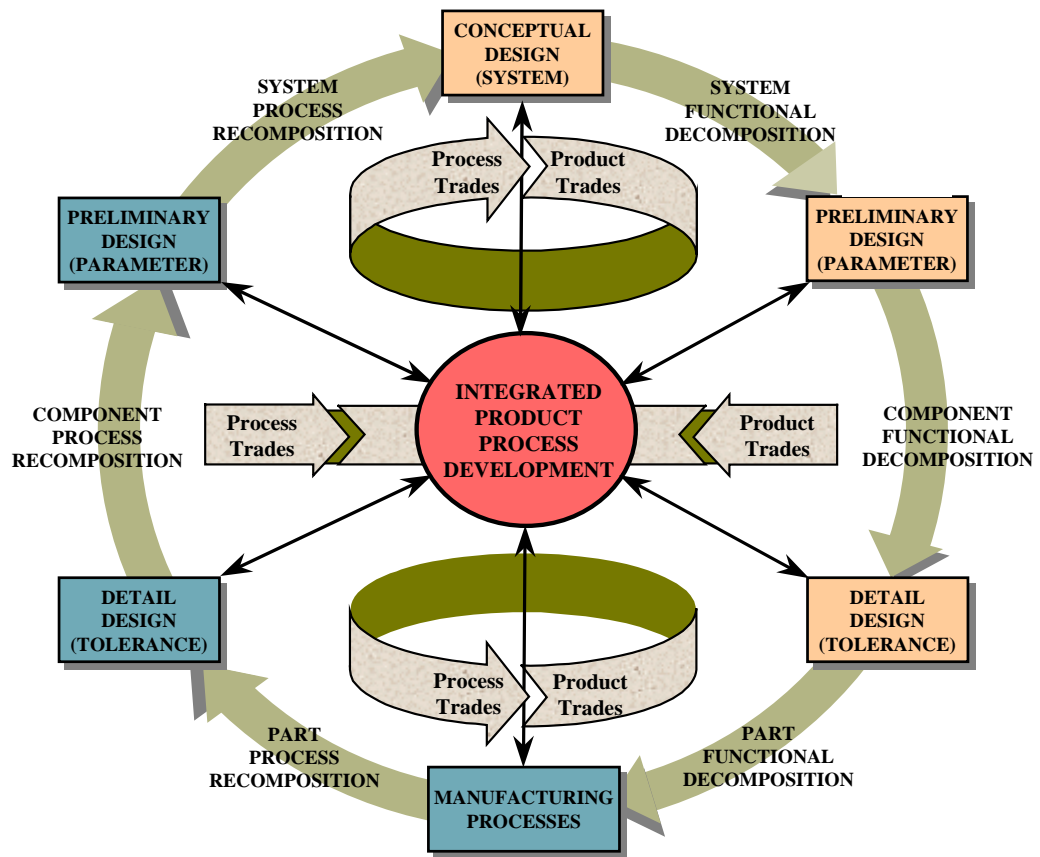 CONCEPTUAL
DESIGN
(SYSTEM)
SYSTEM
PROCESS
RECOMPOSITION
SYSTEM
FUNCTIONAL
DECOMPOSITION
Process
Trades
Product
Trades
PRELIMINARY
DESIGN
(PARAMETER)
PRELIMINARY
DESIGN
(PARAMETER)
INTEGRATED
PRODUCT
PROCESS
DEVELOPMENT
COMPONENT
PROCESS
RECOMPOSITION
Process
Trades
Product
Trades
COMPONENT
FUNCTIONAL
DECOMPOSITION
DETAIL
DESIGN
(TOLERANCE)
DETAIL
DESIGN
(TOLERANCE)
Process
Trades
Product
Trades
PART
PROCESS
RECOMPOSITION
PART
FUNCTIONAL
DECOMPOSITION
MANUFACTURING
PROCESSES